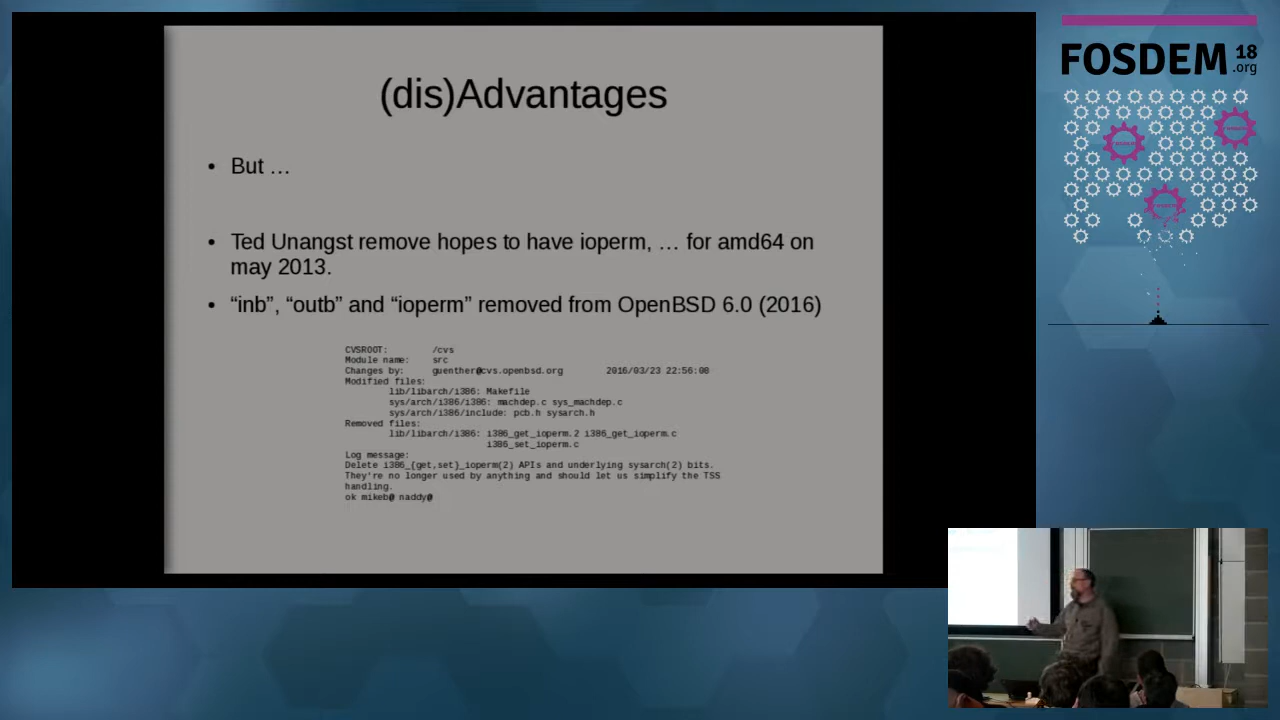 (dis)Advantages
• But …
• Ted Unangst remove hopes to have ioperm, … for amd64 on
may 2013.
• “inb”, “outb” and “ioperm” removed from OpenBSD 6.0 (2016)
CVSROOT: /cvs
Module name: src
Changes by: guenther@cvs.openbsd.org 2016/03/23 22:56:08
Modified files:
lib/libarch/i386: Makefile
sys/arch/i386/i386: machdep.c sys_machdep.c
sys/arch/i386/include: pcb.h sysarch.h
Removed files:
lib/libarch/i386: i386_get_ioperm.2 i386_get_ioperm.c
i386_set_ioperm.c
Log message:
Delete i386_{get,set}_ioperm(2) APIs and underlying sysarch(2) bits.
They're no longer used by anything and should let us simplify the TSS
handling.
ok mikeb@ naddy@
FOSDEM 18
.org